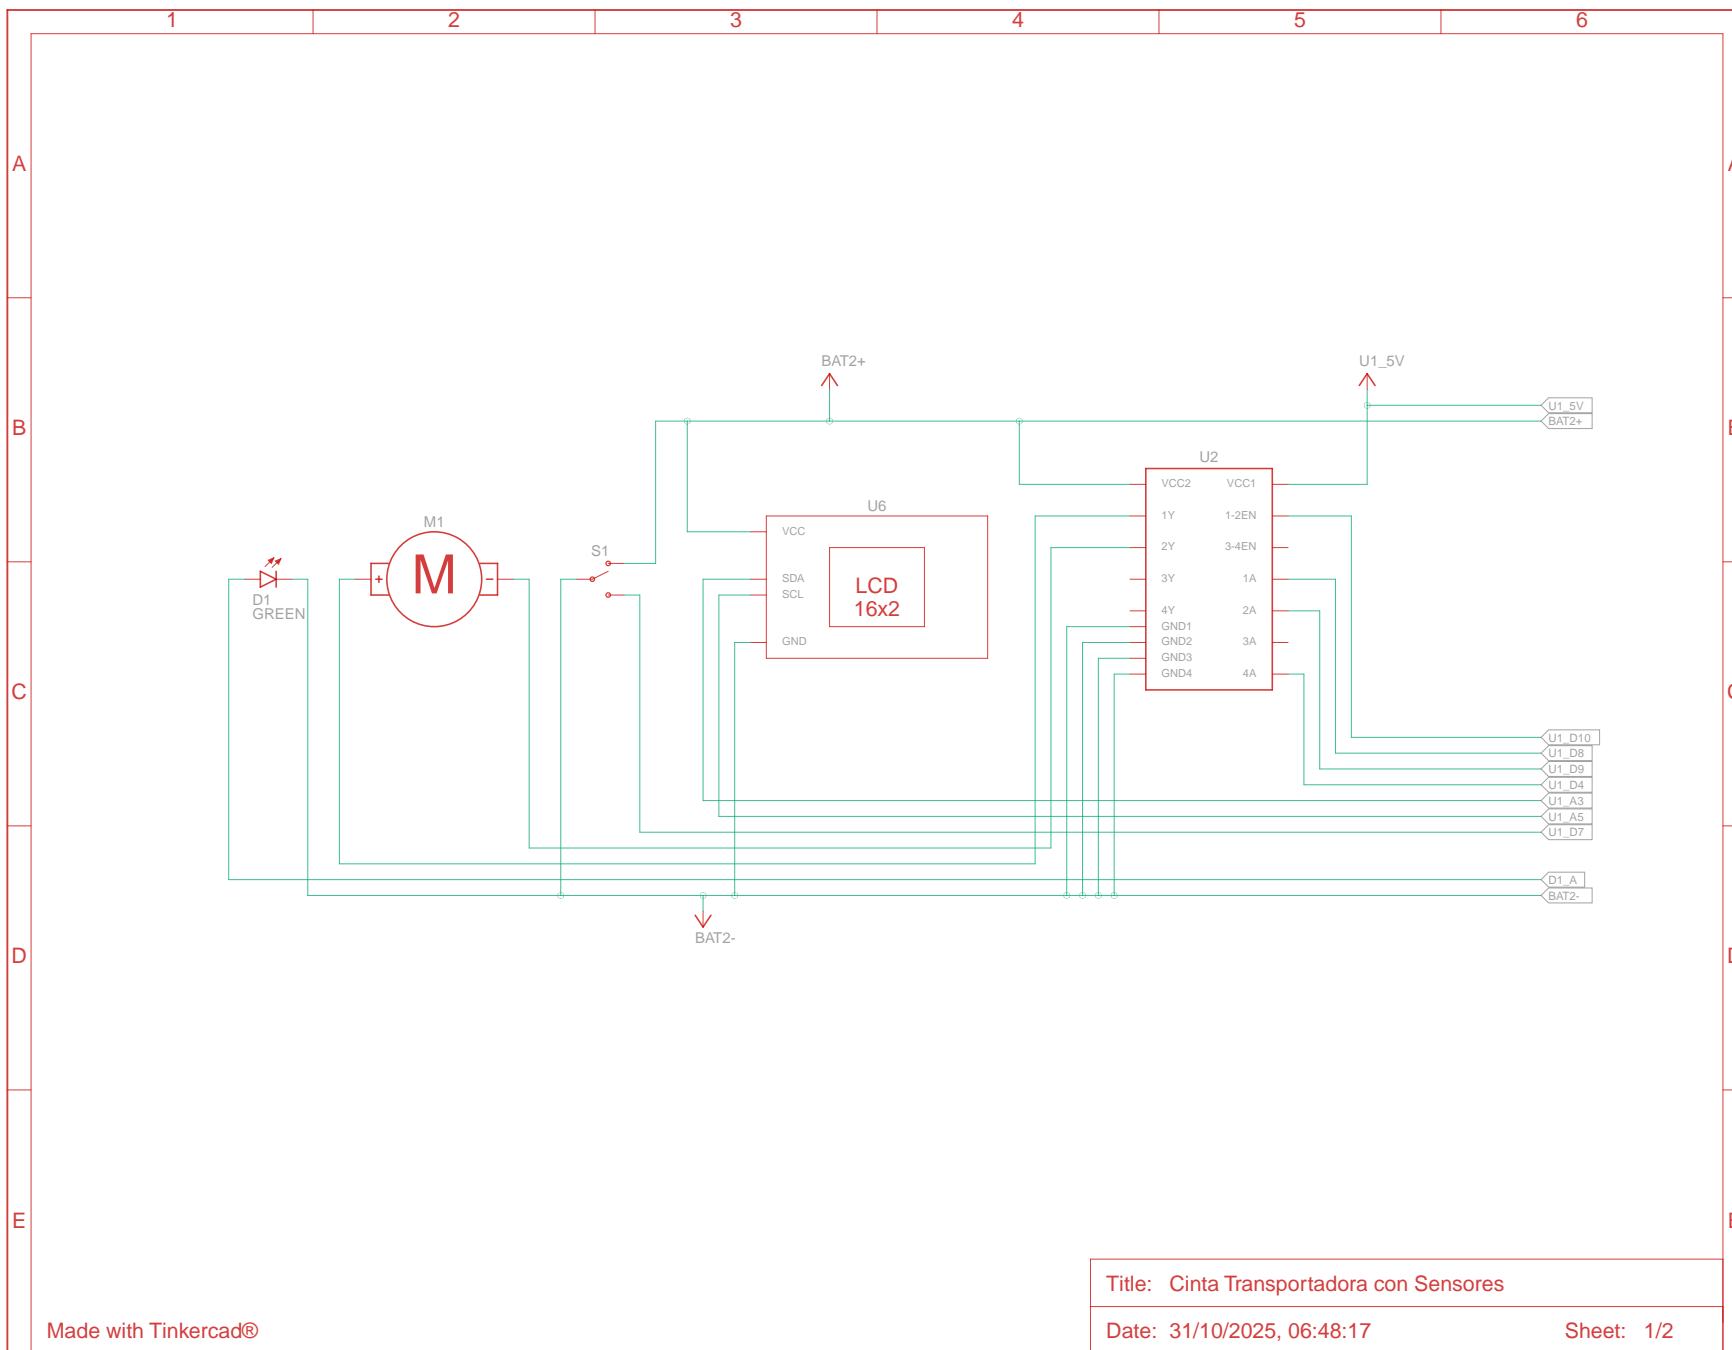 1 2 3 4 5 6
A
BAT2+ U1_5V
U1_5V
B BAT2+
U2
VCC2 VCC1
U6
1Y 1-2EN
M1
VCC
2Y 3-4EN
S1
M
+ -
SDA
3Y 1A
LCD
SCL
D1
16x2
GREEN
4Y 2A
GND1
GND
GND2 3A
GND3
GND4 4A
C
U1_D10
U1_D8
U1_D9
U1_D4
U1_A3
U1_A5
U1_D7
D1_A
BAT2-
BAT2-
D
E
Title: Cinta Transportadora con Sensores
Made with Tinkercad®
Date: 31/10/2025, 06:48:17 Sheet: 1/2